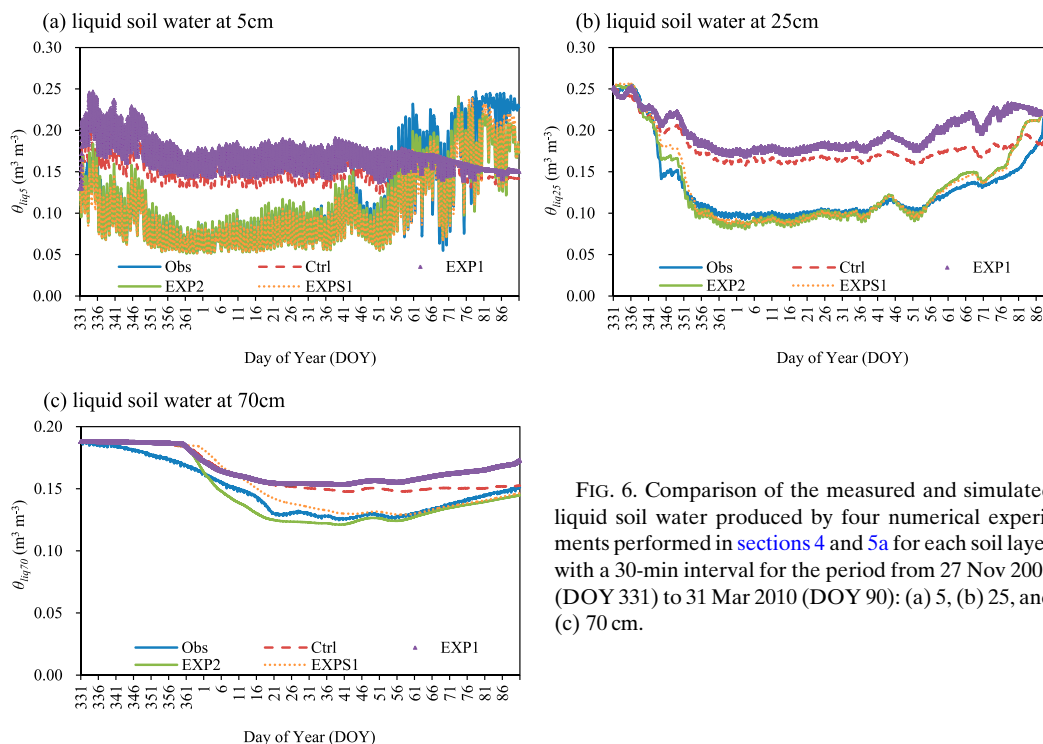 (a) liquid soil water at 5cm
0.30
0.25
0.20
0.15
0.10
0.05
0.00
θliq,5 (m³ m⁻³)
Obs Ctrl EXP1
EXP2 EXPS1
331 336 341 346 351 356 361 1 6 11 16 21 26 31 36 41 46 51 56 61 66 71 76 81 86
Day of Year (DOY)
(b) liquid soil water at 25cm
0.30
0.25
0.20
0.15
0.10
0.05
0.00
θliq25 (m³ m⁻³)
Obs Ctrl EXP1
EXP2 EXPS1
331 336 341 346 351 356 361 1 6 11 16 21 26 31 36 41 46 51 56 61 66 71 76 81 86
Day of Year (DOY)
(c) liquid soil water at 70cm
0.20
0.15
0.10
0.05
0.00
θliq70 (m³ m⁻³)
Obs Ctrl EXP1
EXP2 EXPS1
331 336 341 346 351 356 361 1 6 11 16 21 26 31 36 41 46 51 56 61 66 71 76 81 86
Day of Year (DOY)
FIG. 6. Comparison of the measured and simulated
liquid soil water produced by four numerical experi
ments performed in sections 4 and 5a for each soil laye
with a 30-min interval for the period from 27 Nov 200
(DOY 331) to 31 Mar 2010 (DOY 90): (a) 5, (b) 25, and
(c) 70 cm.